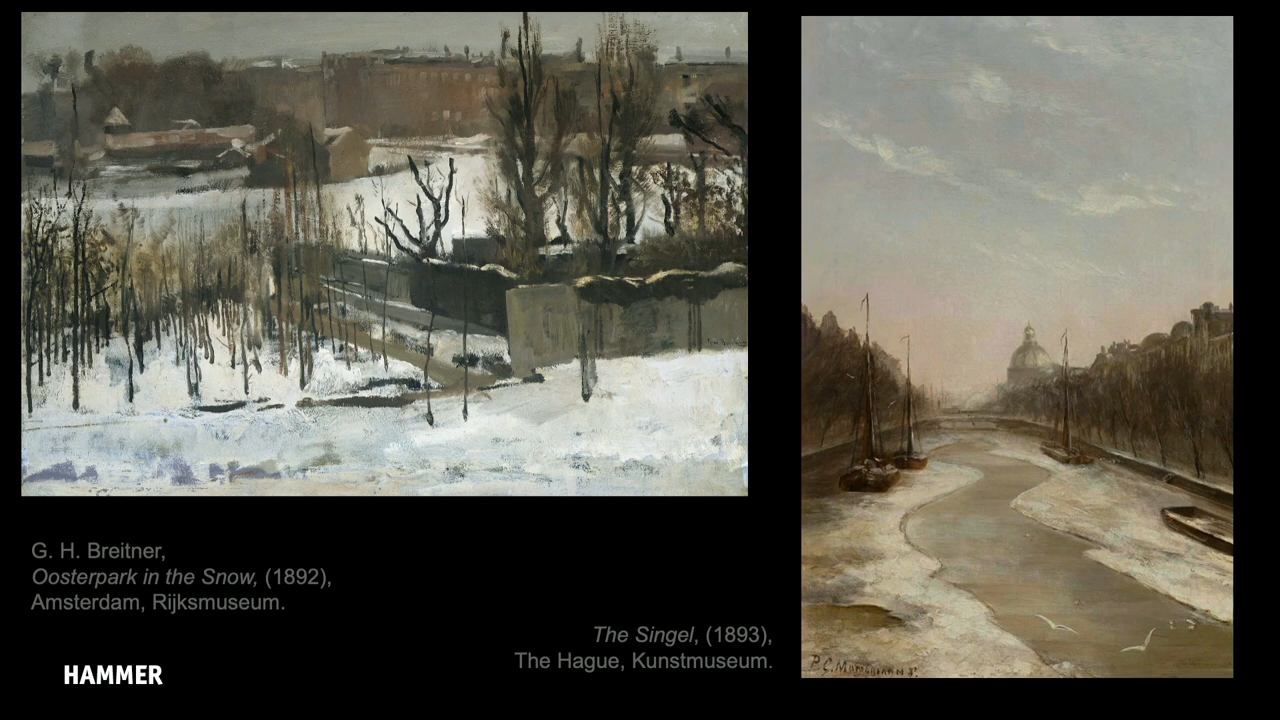 G. H. Breitner,
Oosterpark in the Snow, (1892),
Amsterdam, Rijksmuseum.
The Singel, (1893),
The Hague, Kunstmuseum.
HAMMER